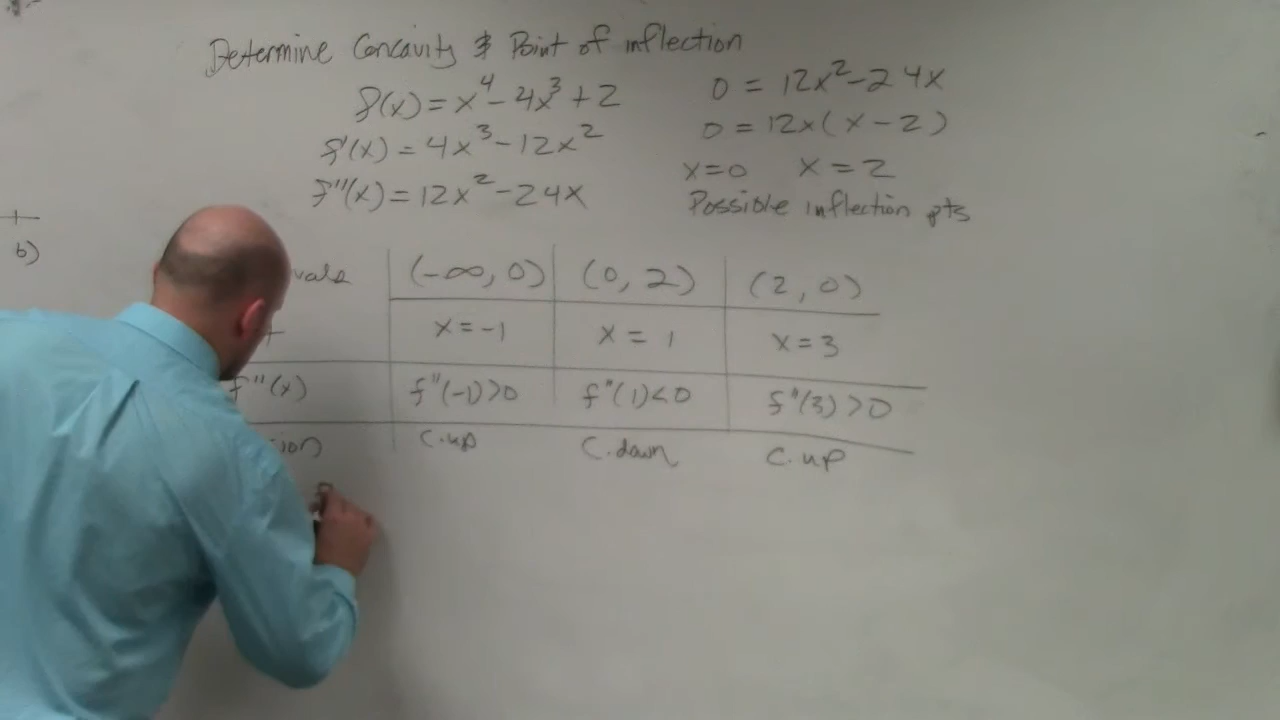 Determine Concavity & Point of inflection
f(x) = x⁴ - 4x³ + 2
f'(x) = 4x³ - 12x²
f''(x) = 12x² - 24x
0 = 12x² - 24x
0 = 12x(x - 2)
x=0 x = 2
Possible inflection pts
b)
vals (-∞, 0) (0, 2) (2, 0)
x = -1 x = 1 x = 3
f''(x) f''(-1)>0 f''(1)<0 f''(3)>0
sion C. up C. down C. up